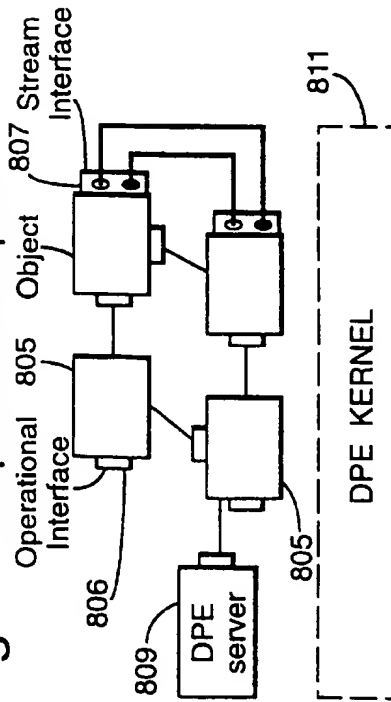 Operational
Interface
805
Object
807
Stream
Interface
806
809
DPE
server
805
DPE KERNEL
811